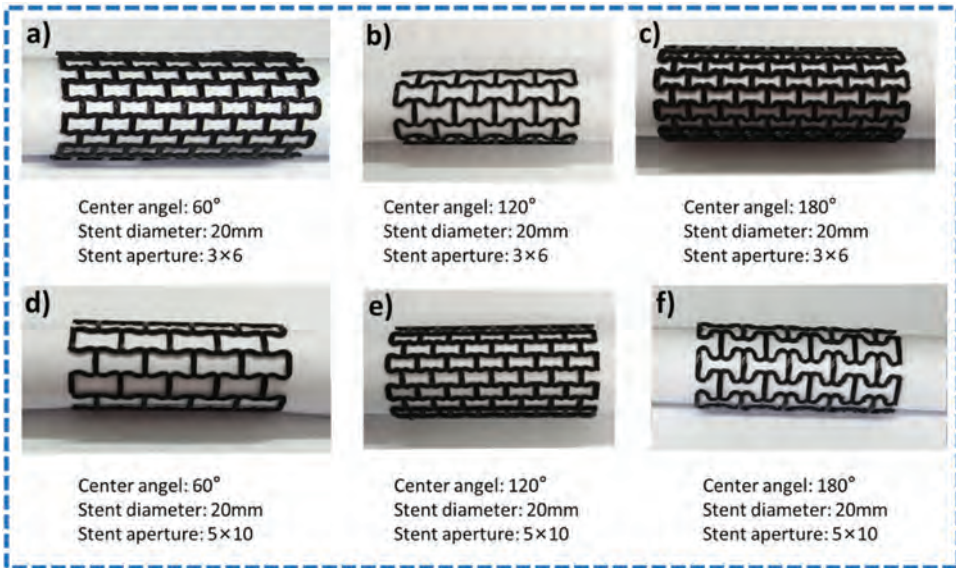 a)
b)
c)
Center angel: 60°
Stent diameter: 20mm
Stent aperture: 3×6
Center angel: 120°
Stent diameter: 20mm
Stent aperture: 3×6
Center angel: 180°
Stent diameter: 20mm
Stent aperture: 3×6
d)
e)
f)
Center angel: 60°
Stent diameter: 20mm
Stent aperture: 5×10
Center angel: 120°
Stent diameter: 20mm
Stent aperture: 5×10
Center angel: 180°
Stent diameter: 20mm
Stent aperture: 5×10